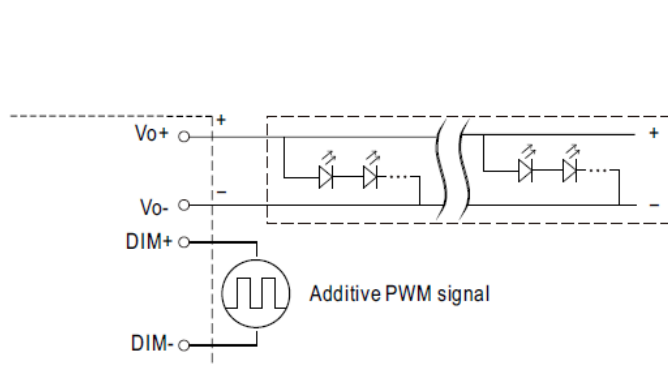 Vo+
+
+
−
Vo-
−
DIM+
Additive PWM signal
DIM-